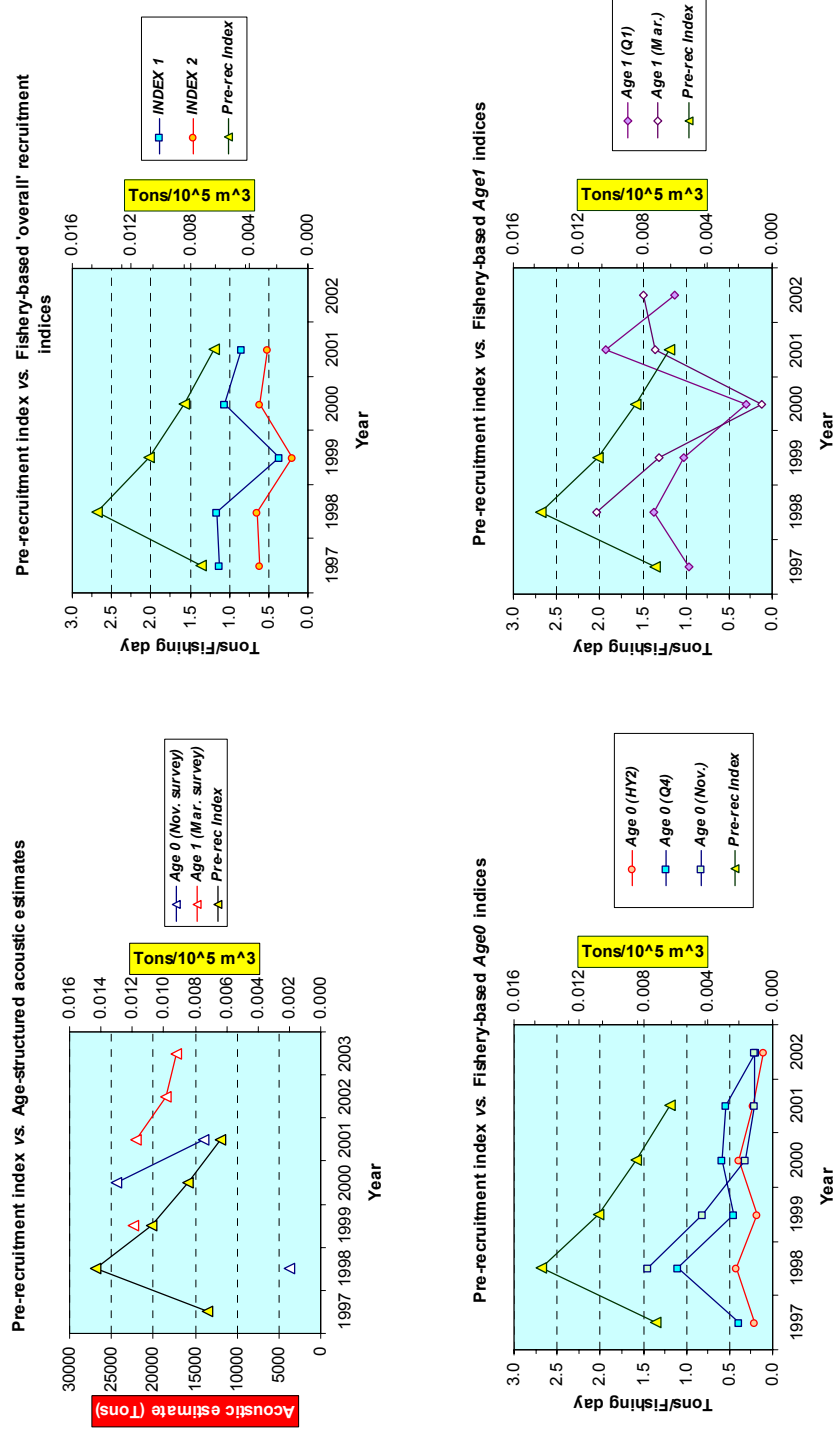 Pre-recruitment index vs. Age-structured acoustic estimates
30000
25000
20000
15000
10000
5000
0
Acoustic estimate (Tons)
0.016
0.014
0.012
0.010
0.008
0.006
0.004
0.002
0.000
Tons/10^5 m^3
1997
1998
1999
2000
2001
2002
2003
Year
Age 0 (Nov. survey)
Age 1 (Mar. survey)
Pre-rec Index
Pre-recruitment index vs. Fishery-based 'overall' recruitment
indices
3.0
2.5
2.0
1.5
1.0
0.5
0.0
Tons/Fishing day
0.016
0.012
0.008
0.004
0.000
Tons/10^5 m^3
1997
1998
1999
2000
2001
2002
Year
INDEX 1
INDEX 2
Pre-rec Index
Pre-recruitment index vs. Fishery-based Age0 indices
3.0
2.5
2.0
1.5
1.0
0.5
0.0
Tons/Fishing day
0.016
0.012
0.008
0.004
0.000
Tons/10^5 m^3
1997
1998
1999
2000
2001
2002
Year
Age 0 (HY2)
Age 0 (Q4)
Age 0 (Nov.)
Pre-rec Index
Pre-recruitment index vs. Fishery-based Age1 indices
3.0
2.5
2.0
1.5
1.0
0.5
0.0
Tons/Fishing day
0.016
0.012
0.008
0.004
0.000
Tons/10^5 m^3
1997
1998
1999
2000
2001
2002
Year
Age 1 (Q1)
Age 1 (Mar.)
Pre-rec Index